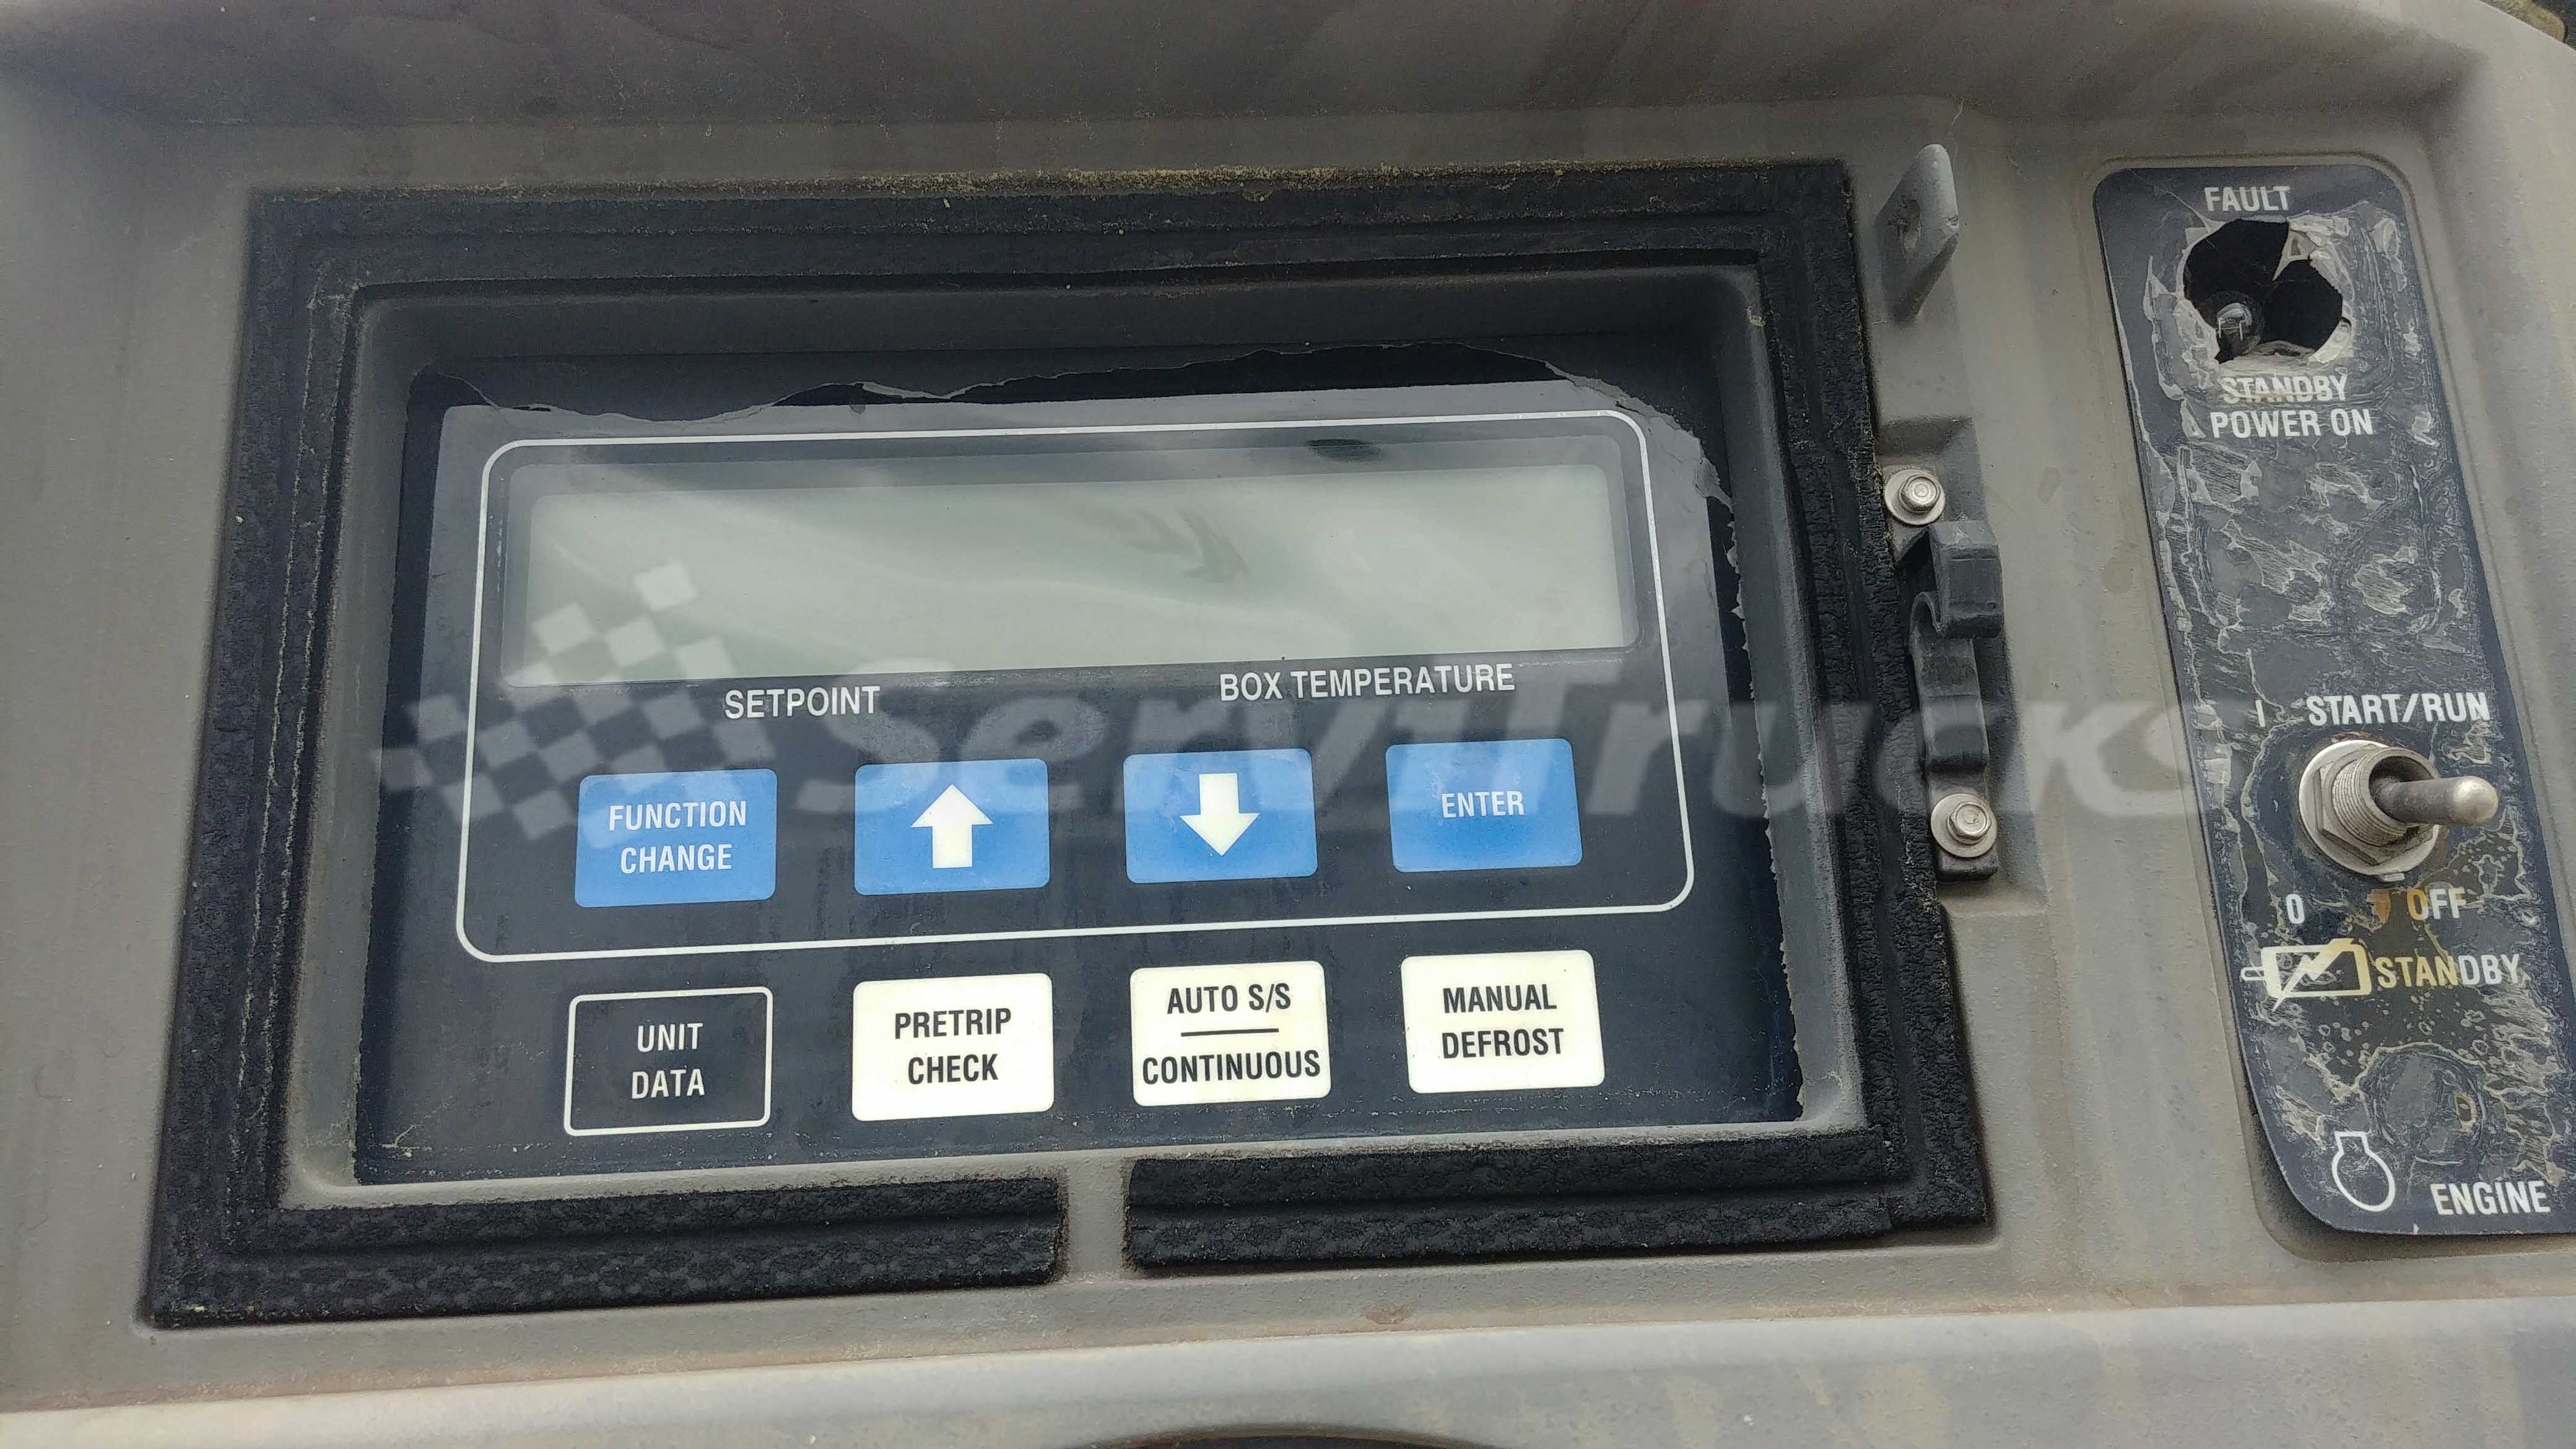 FAULT
STANDBY
POWER ON
SETPOINT
BOX TEMPERATURE
FUNCTION
CHANGE
ENTER
UNIT
DATA
PRETRIP
CHECK
AUTO S/S
CONTINUOUS
MANUAL
DEFROST
I START/RUN
0 OFF
STANDBY
ENGINE
ServiTrucks